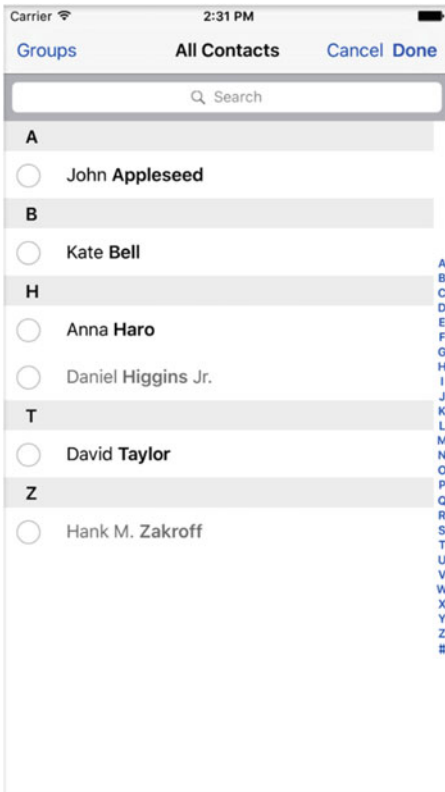 Carrier 2:31 PM
Groups All Contacts Cancel Done
Search
A
John Appleseed
B
Kate Bell
H
Anna Haro
Daniel Higgins Jr.
T
David Taylor
Z
Hank M. Zakroff
A
B
C
D
E
F
G
H
I
J
K
L
M
N
O
P
Q
R
S
T
U
V
W
X
Y
Z
#